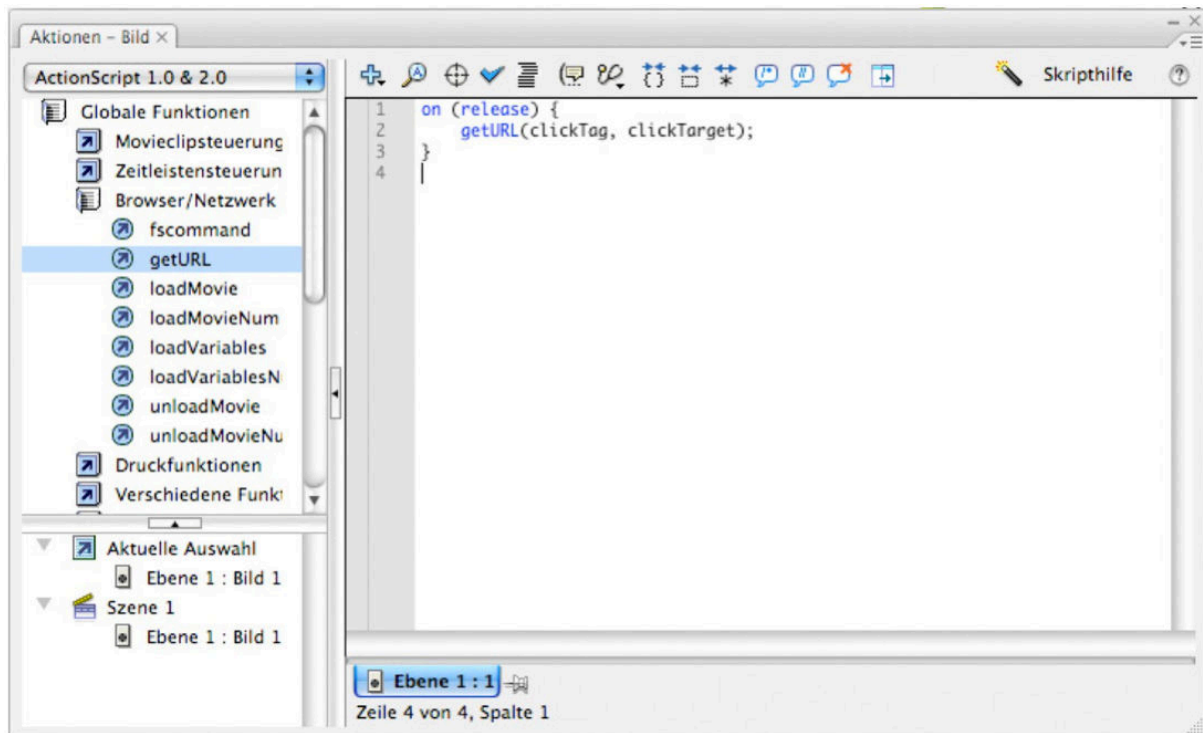 Aktionen – Bild ×
ActionScript 1.0 & 2.0
Globale Funktionen
Movieclipsteuerung
Zeitleistensteuerun
Browser/Netzwerk
fscommand
getURL
loadMovie
loadMovieNum
loadVariables
loadVariablesN
unloadMovie
unloadMovieNu
Druckfunktionen
Verschiedene Funkt
Aktuelle Auswahl
Ebene 1 : Bild 1
Szene 1
Ebene 1 : Bild 1
Skripthilfe
1 on (release) {
2 getURL(clickTag, clickTarget);
3 }
4
Ebene 1 : 1
Zeile 4 von 4, Spalte 1